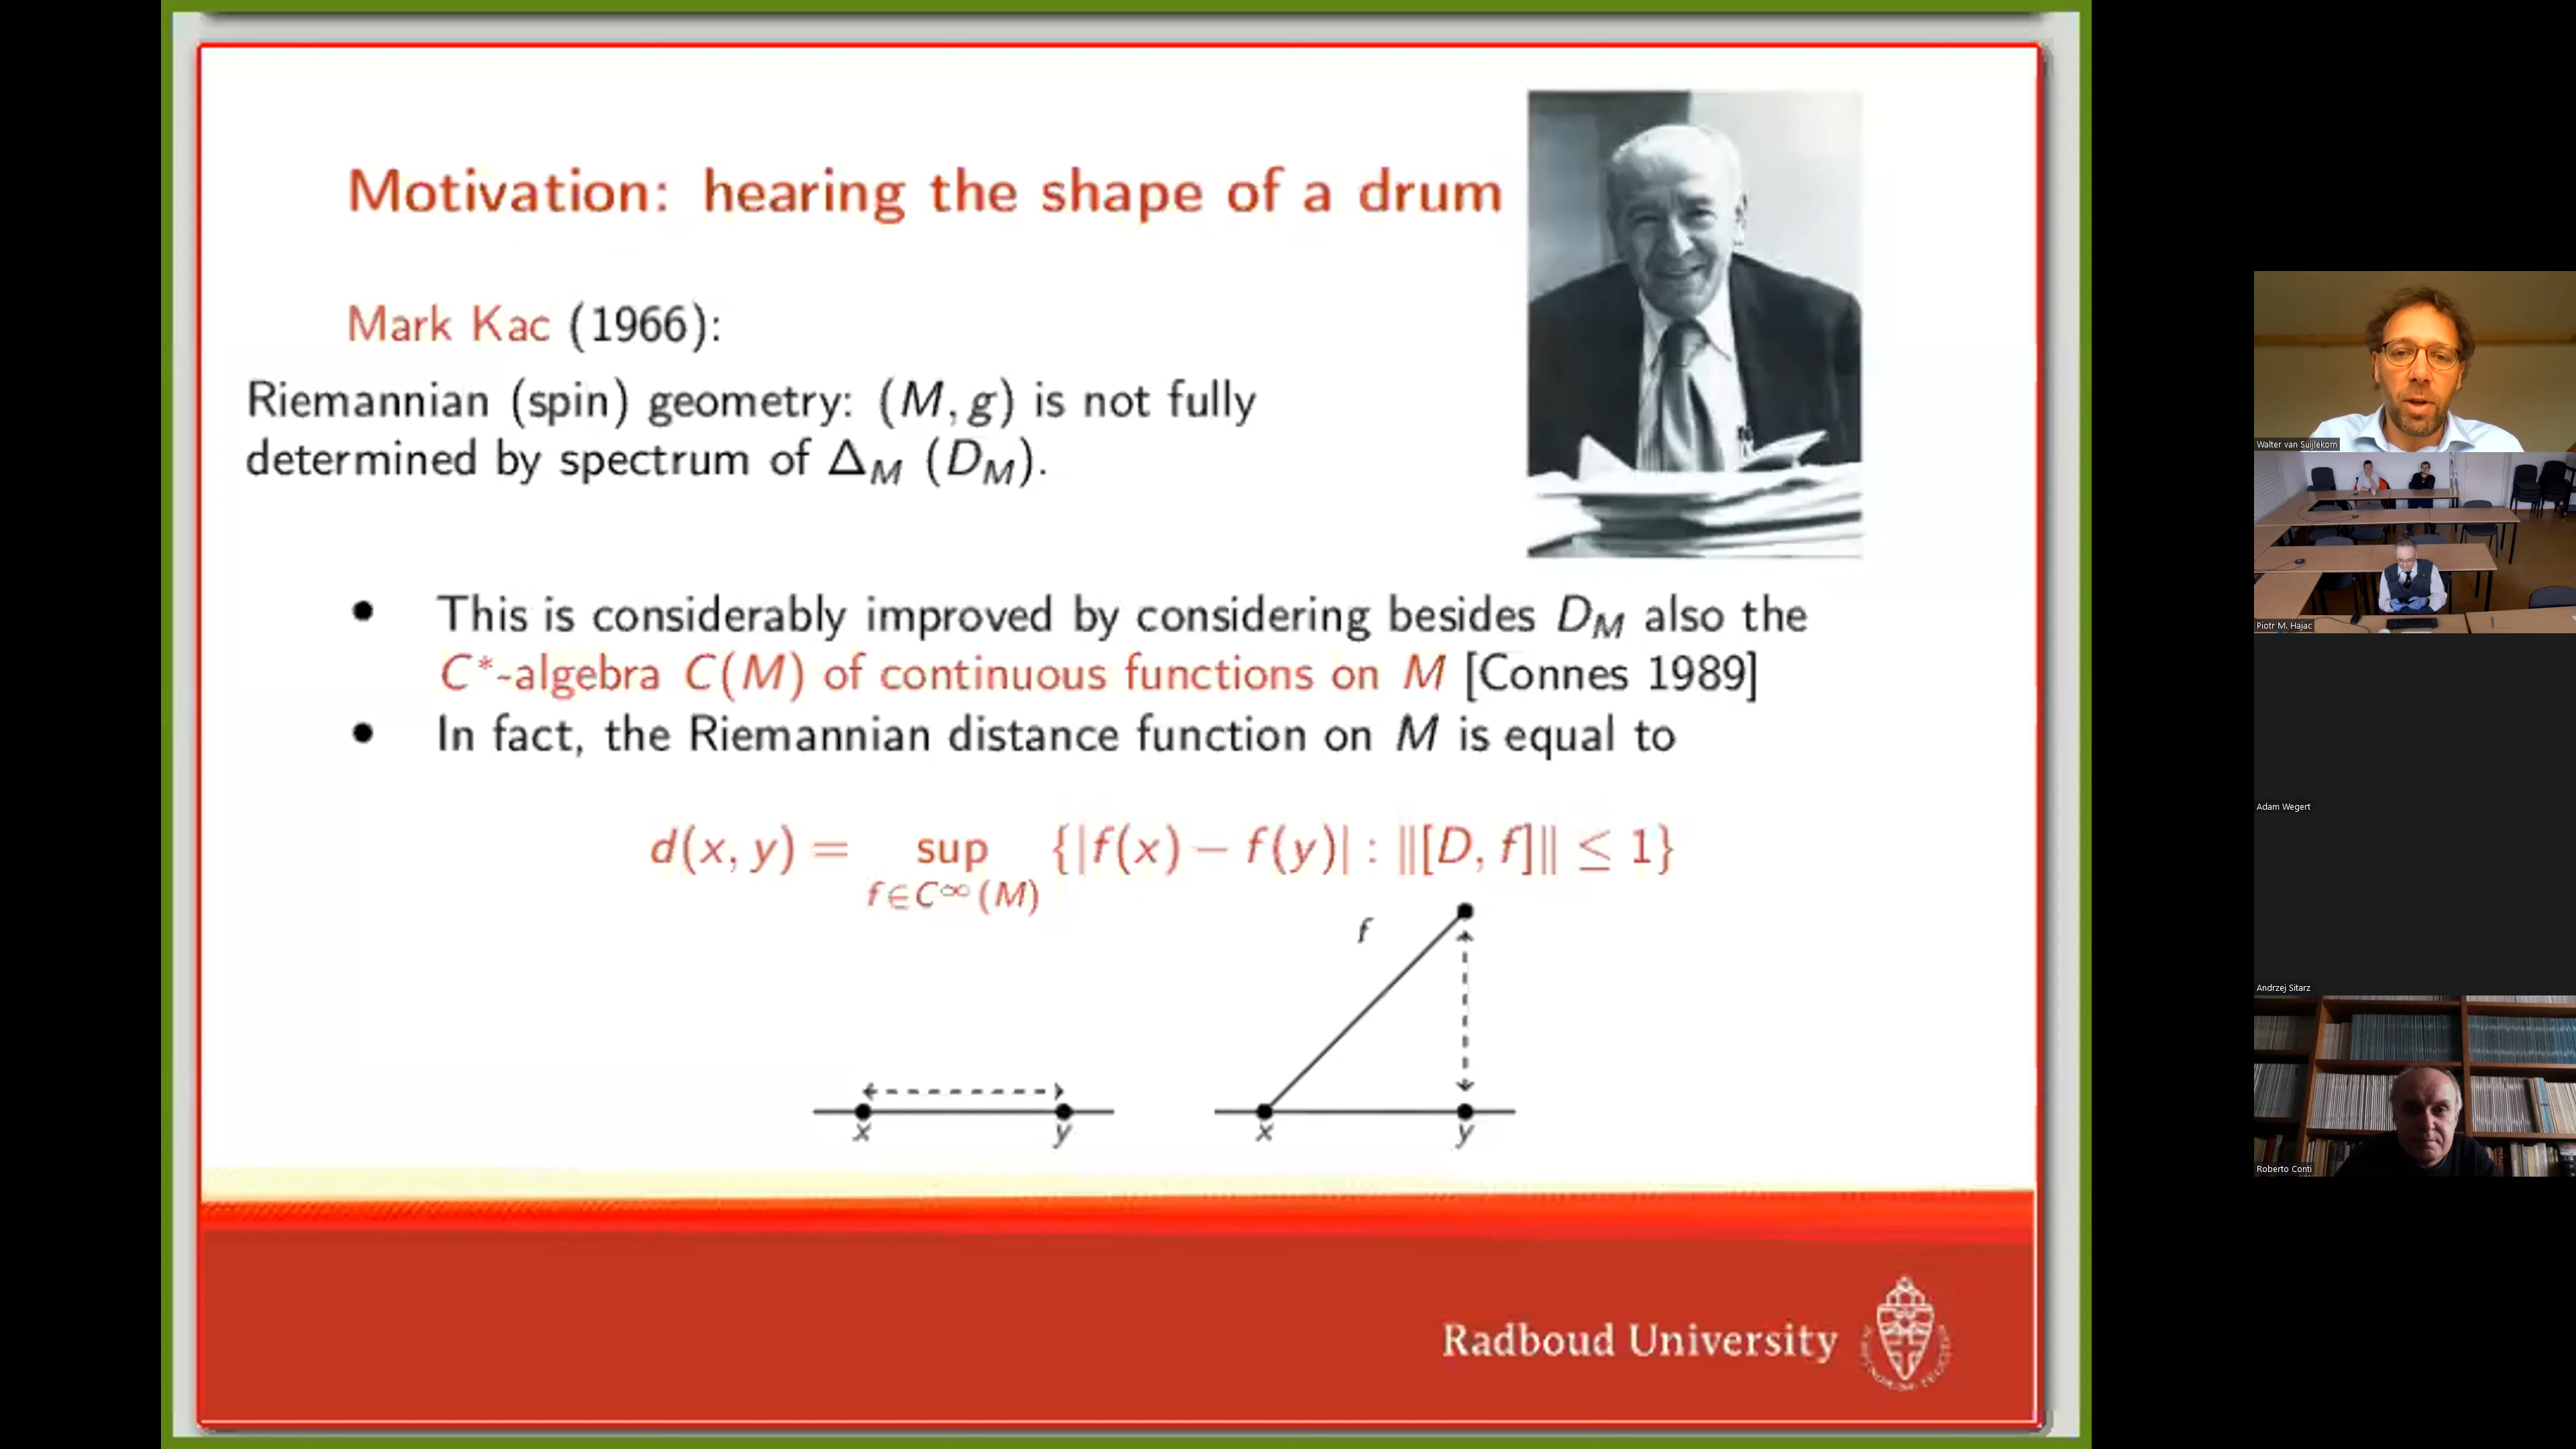 Motivation: hearing the shape of a drum
Mark Kac (1966):
Riemannian (spin) geometry: (M, g) is not fully
determined by spectrum of Δ_M (D_M).
• This is considerably improved by considering besides D_M also the
C*-algebra C(M) of continuous functions on M [Connes 1989]
• In fact, the Riemannian distance function on M is equal to
d(x, y) = sup_{f∈C^∞(M)} {|f(x) − f(y)| : ‖[D, f]‖ ≤ 1}
f
x y
x y
Radboud University
Walter van Suijlekom
Piotr M. Hajac
Adam Wegert
Andrzej Sitarz
Roberto Conti